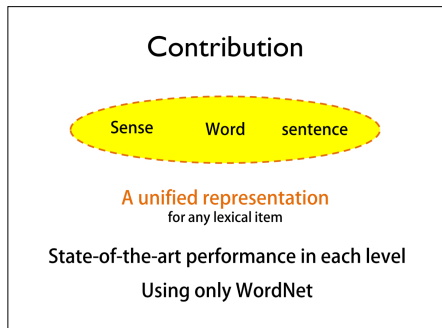 Contribution
Sense Word sentence
A unified representation
for any lexical item
State-of-the-art performance in each level
Using only WordNet